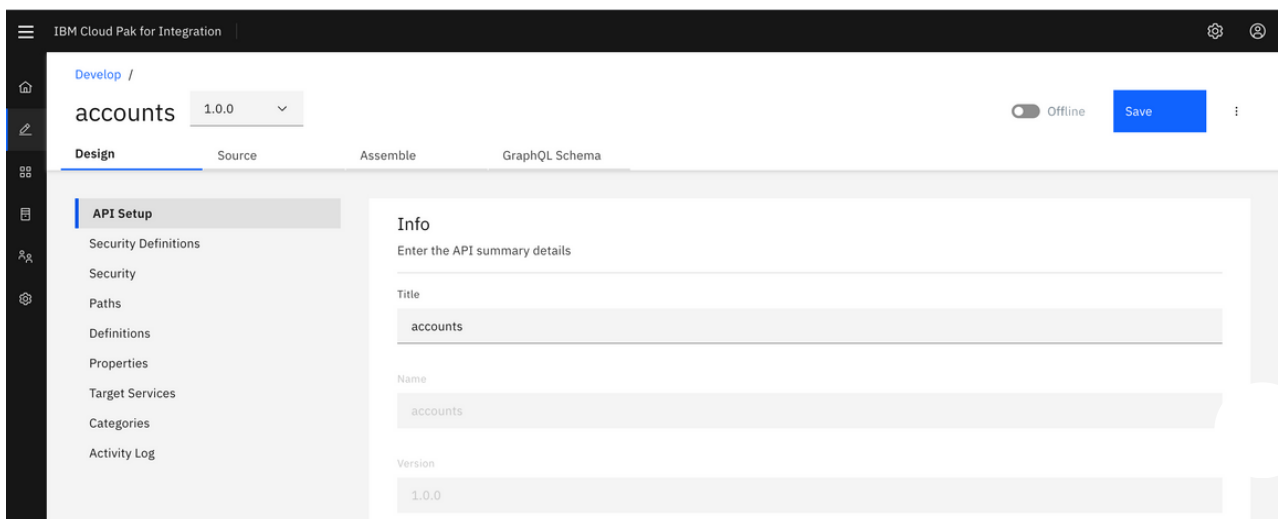 IBM Cloud Pak for Integration
Develop /
accounts 1.0.0
Offline Save
Design Source Assemble GraphQL Schema
API Setup
Security Definitions
Security
Paths
Definitions
Properties
Target Services
Categories
Activity Log
Info
Enter the API summary details
Title
accounts
Name
accounts
Version
1.0.0